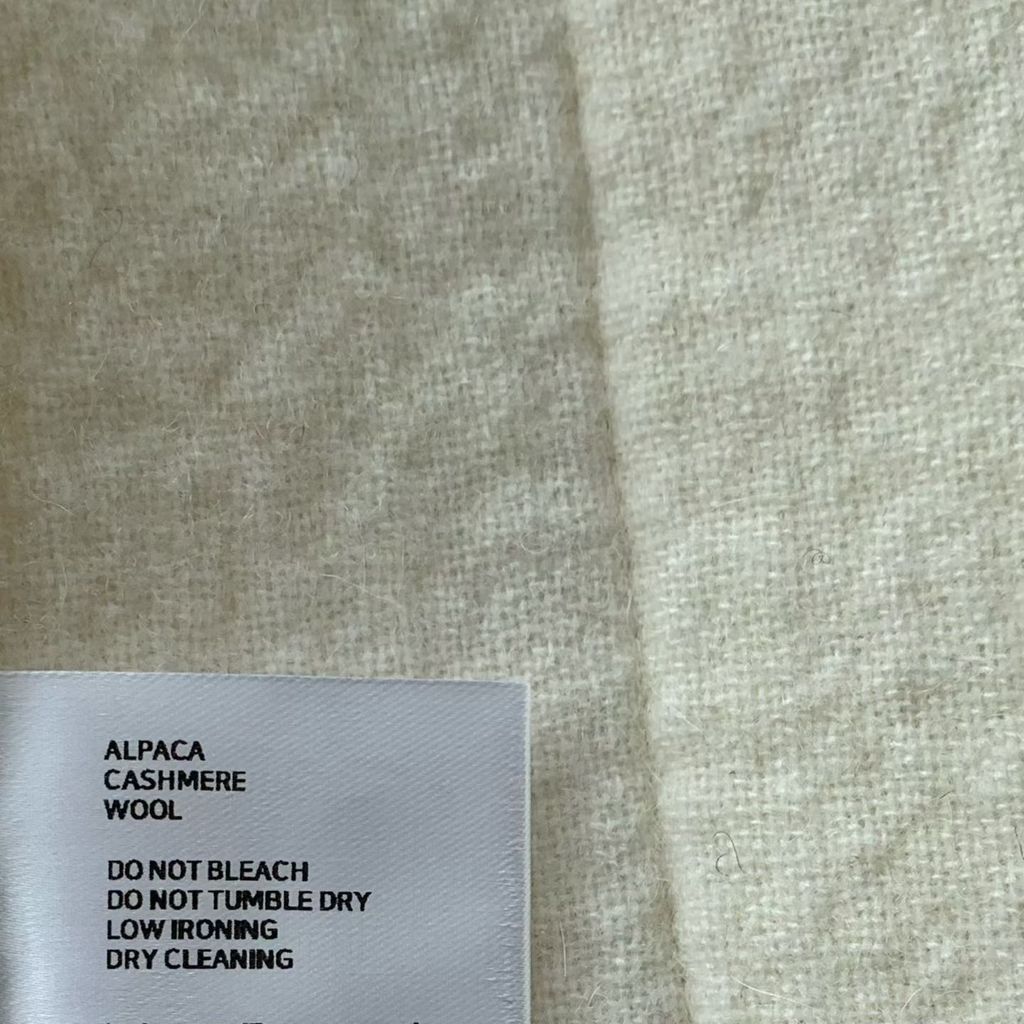 ALPACA
CASHMERE
WOOL
DO NOT BLEACH
DO NOT TUMBLE DRY
LOW IRONING
DRY CLEANING